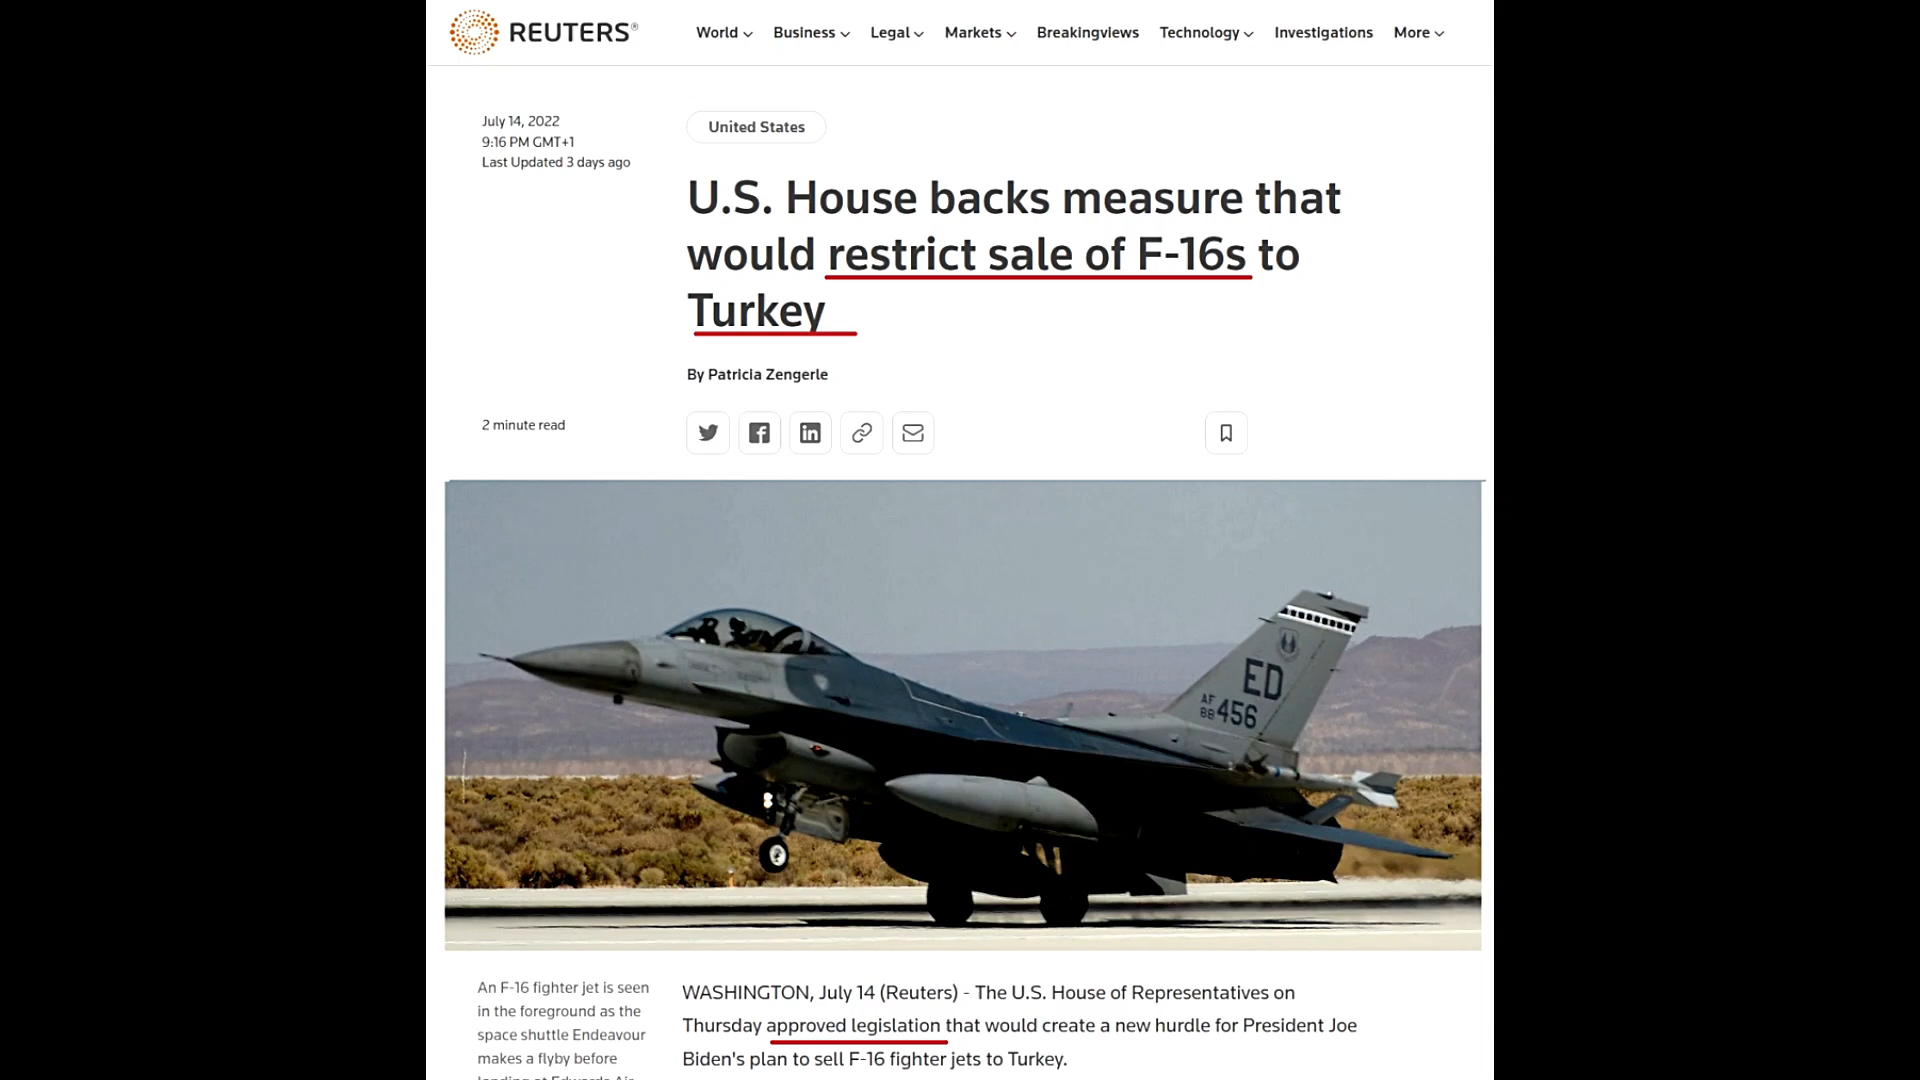 REUTERS®
World Business Legal Markets Breakingviews Technology Investigations More
July 14, 2022
9:16 PM GMT+1
Last Updated 3 days ago
United States
U.S. House backs measure that
would restrict sale of F-16s to
Turkey
By Patricia Zengerle
2 minute read
ED
AF
88 456
An F-16 fighter jet is seen
in the foreground as the
space shuttle Endeavour
makes a flyby before
landing at Edwards Air
WASHINGTON, July 14 (Reuters) - The U.S. House of Representatives on
Thursday approved legislation that would create a new hurdle for President Joe
Biden's plan to sell F-16 fighter jets to Turkey.